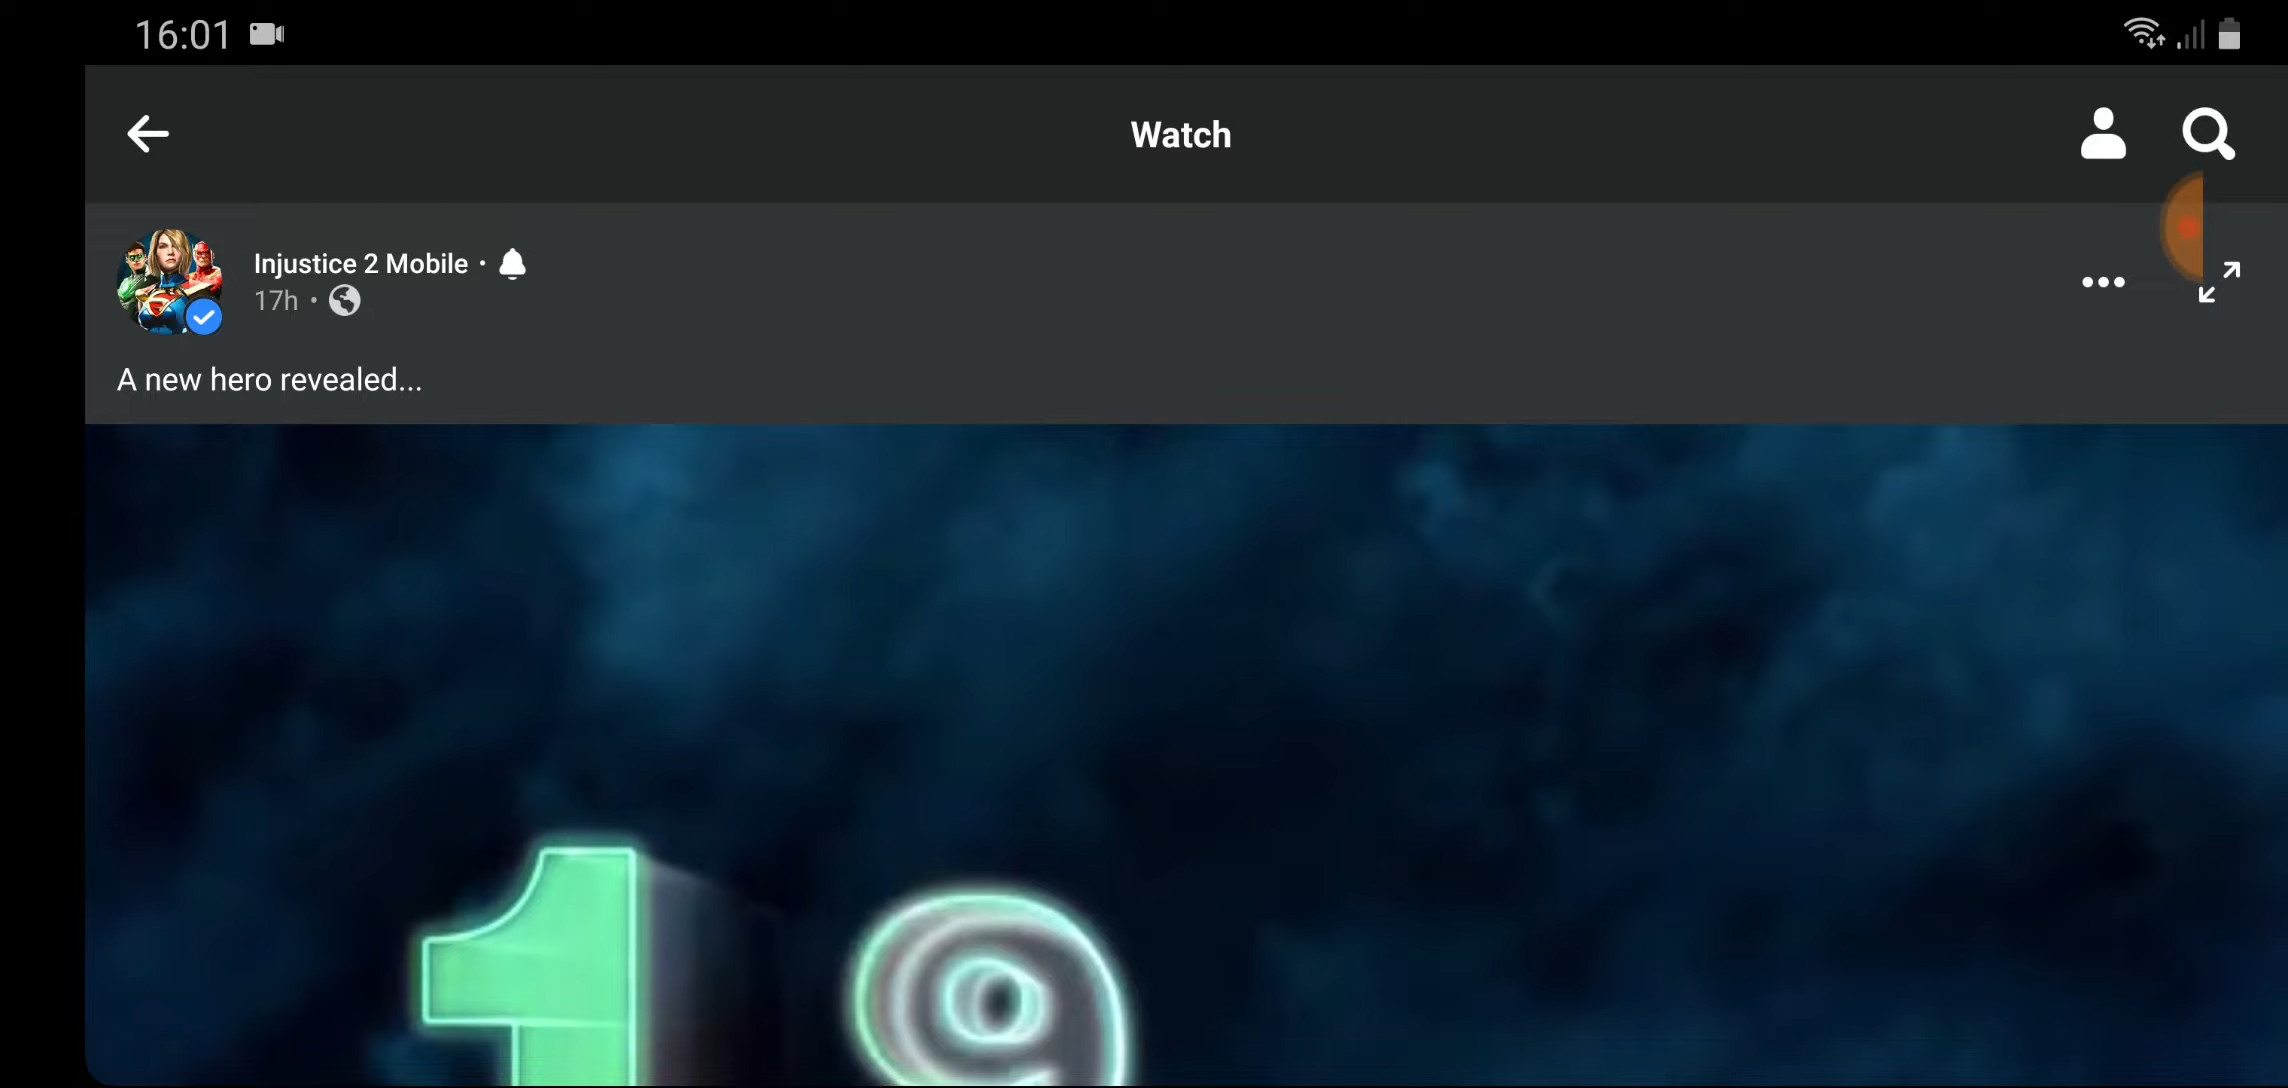 16:01
Watch
Injustice 2 Mobile •
17h •
A new hero revealed...
19